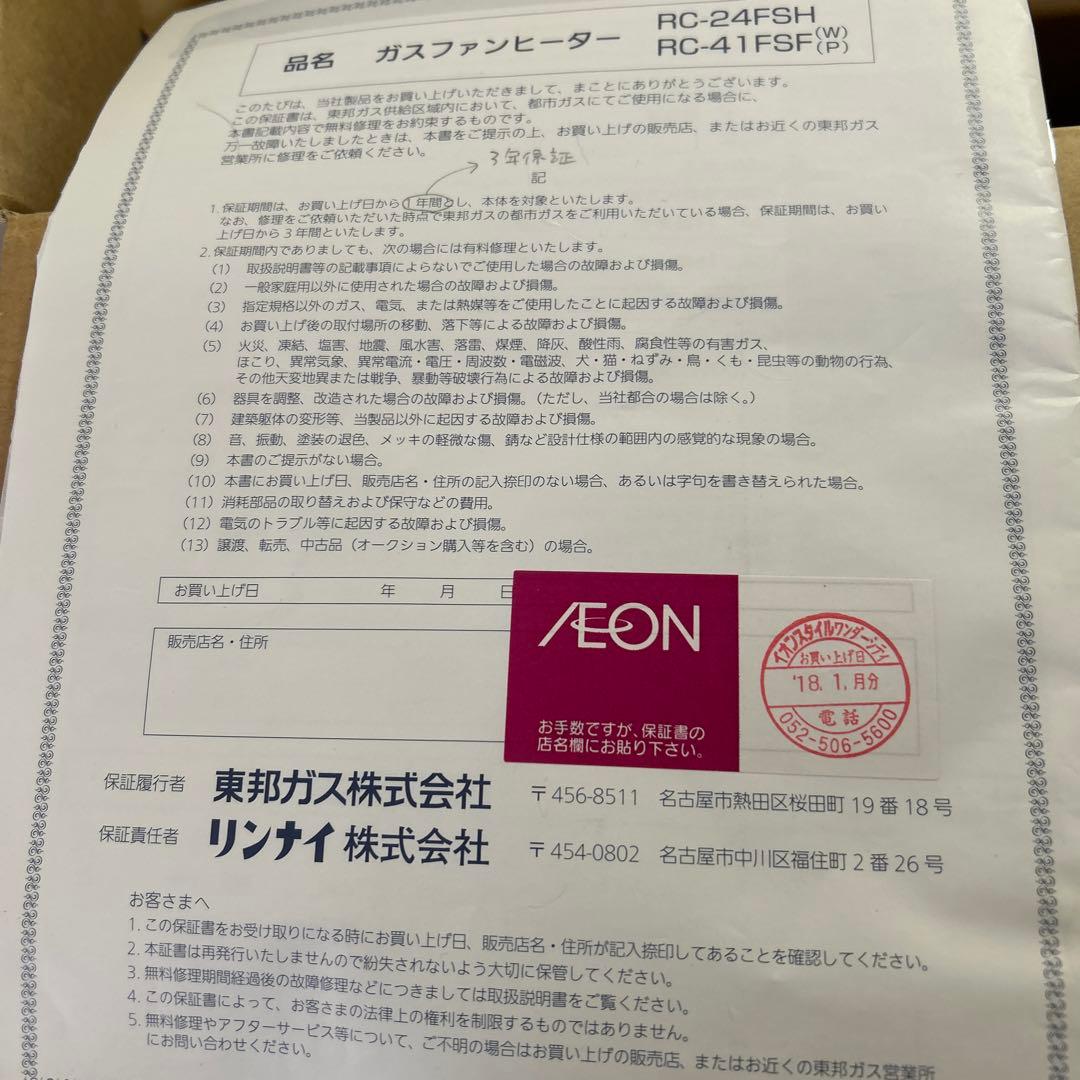 品名 ガスファンヒーター RC-24FSH
RC-41FSF(W)(P)
このたびは、当社製品をお買い上げいただきまして、まことにありがとうございます。
この保証書は、東邦ガス供給区域内において、都市ガスにてご使用になる場合に、
本書記載内容で無料修理をお約束するものです。
万一故障いたしましたときは、本書をご提示の上、お買い上げの販売店、またはお近くの東邦ガス
営業所に修理をご依頼ください。
3年保証
記
1. 保証期間は、お買い上げ日から1年間とし、本体を対象といたします。
なお、修理をご依頼いただいた時点で東邦ガスの都市ガスをご利用いただいている場合、保証期間は、お買い
上げ日から3年間といたします。
2. 保証期間内でありましても、次の場合には有料修理といたします。
(1) 取扱説明書等の記載事項によらないでご使用した場合の故障および損傷。
(2) 一般家庭用以外に使用された場合の故障および損傷。
(3) 指定規格以外のガス、電気、または熱媒等をご使用したことに起因する故障および損傷。
(4) お買い上げ後の取付場所の移動、落下等による故障および損傷。
(5) 火災、凍結、塩害、地震、風水害、落雷、煤煙、降灰、酸性雨、腐食性等の有害ガス、
ほこり、異常気象、異常電流・電圧・周波数・電磁波、犬・猫・ねずみ・鳥・くも・昆虫等の動物の行為、
その他天変地異または戦争、暴動等破壊行為による故障および損傷。
(6) 器具を調整、改造された場合の故障および損傷。(ただし、当社都合の場合は除く。)
(7) 建築躯体の変形等、当製品以外に起因する故障および損傷。
(8) 音、振動、塗装の退色、メッキの軽微な傷、錆など設計仕様の範囲内の感覚的な現象の場合。
(9) 本書のご提示がない場合。
(10) 本書にお買い上げ日、販売店名・住所の記入捺印のない場合、あるいは字句を書き替えられた場合。
(11) 消耗部品の取り替えおよび保守などの費用。
(12) 電気のトラブル等に起因する故障および損傷。
(13) 譲渡、転売、中古品(オークション購入等を含む)の場合。
お買い上げ日 年 月 日
販売店名・住所
ÆON
お手数ですが、保証書の
店名欄にお貼り下さい。
イオンスタイルワンダーシティ
お買い上げ日
'18.1.月分
電話
052-506-5600
保証履行者 東邦ガス株式会社 〒456-8511 名古屋市熱田区桜田町19番18号
保証責任者 リンナイ株式会社 〒454-0802 名古屋市中川区福住町2番26号
お客さまへ
1. この保証書をお受け取りになる時にお買い上げ日、販売店名・住所が記入捺印してあることを確認してください。
2. 本証書は再発行いたしませんので紛失されないよう大切に保管してください。
3. 無料修理期間経過後の故障修理などにつきましては取扱説明書をご覧ください。
4. この保証書によって、お客さまの法律上の権利を制限するものではありません。
5. 無料修理やアフターサービス等について、ご不明の場合はお買い上げの販売店、またはお近くの東邦ガス営業所
にお問い合わせください。